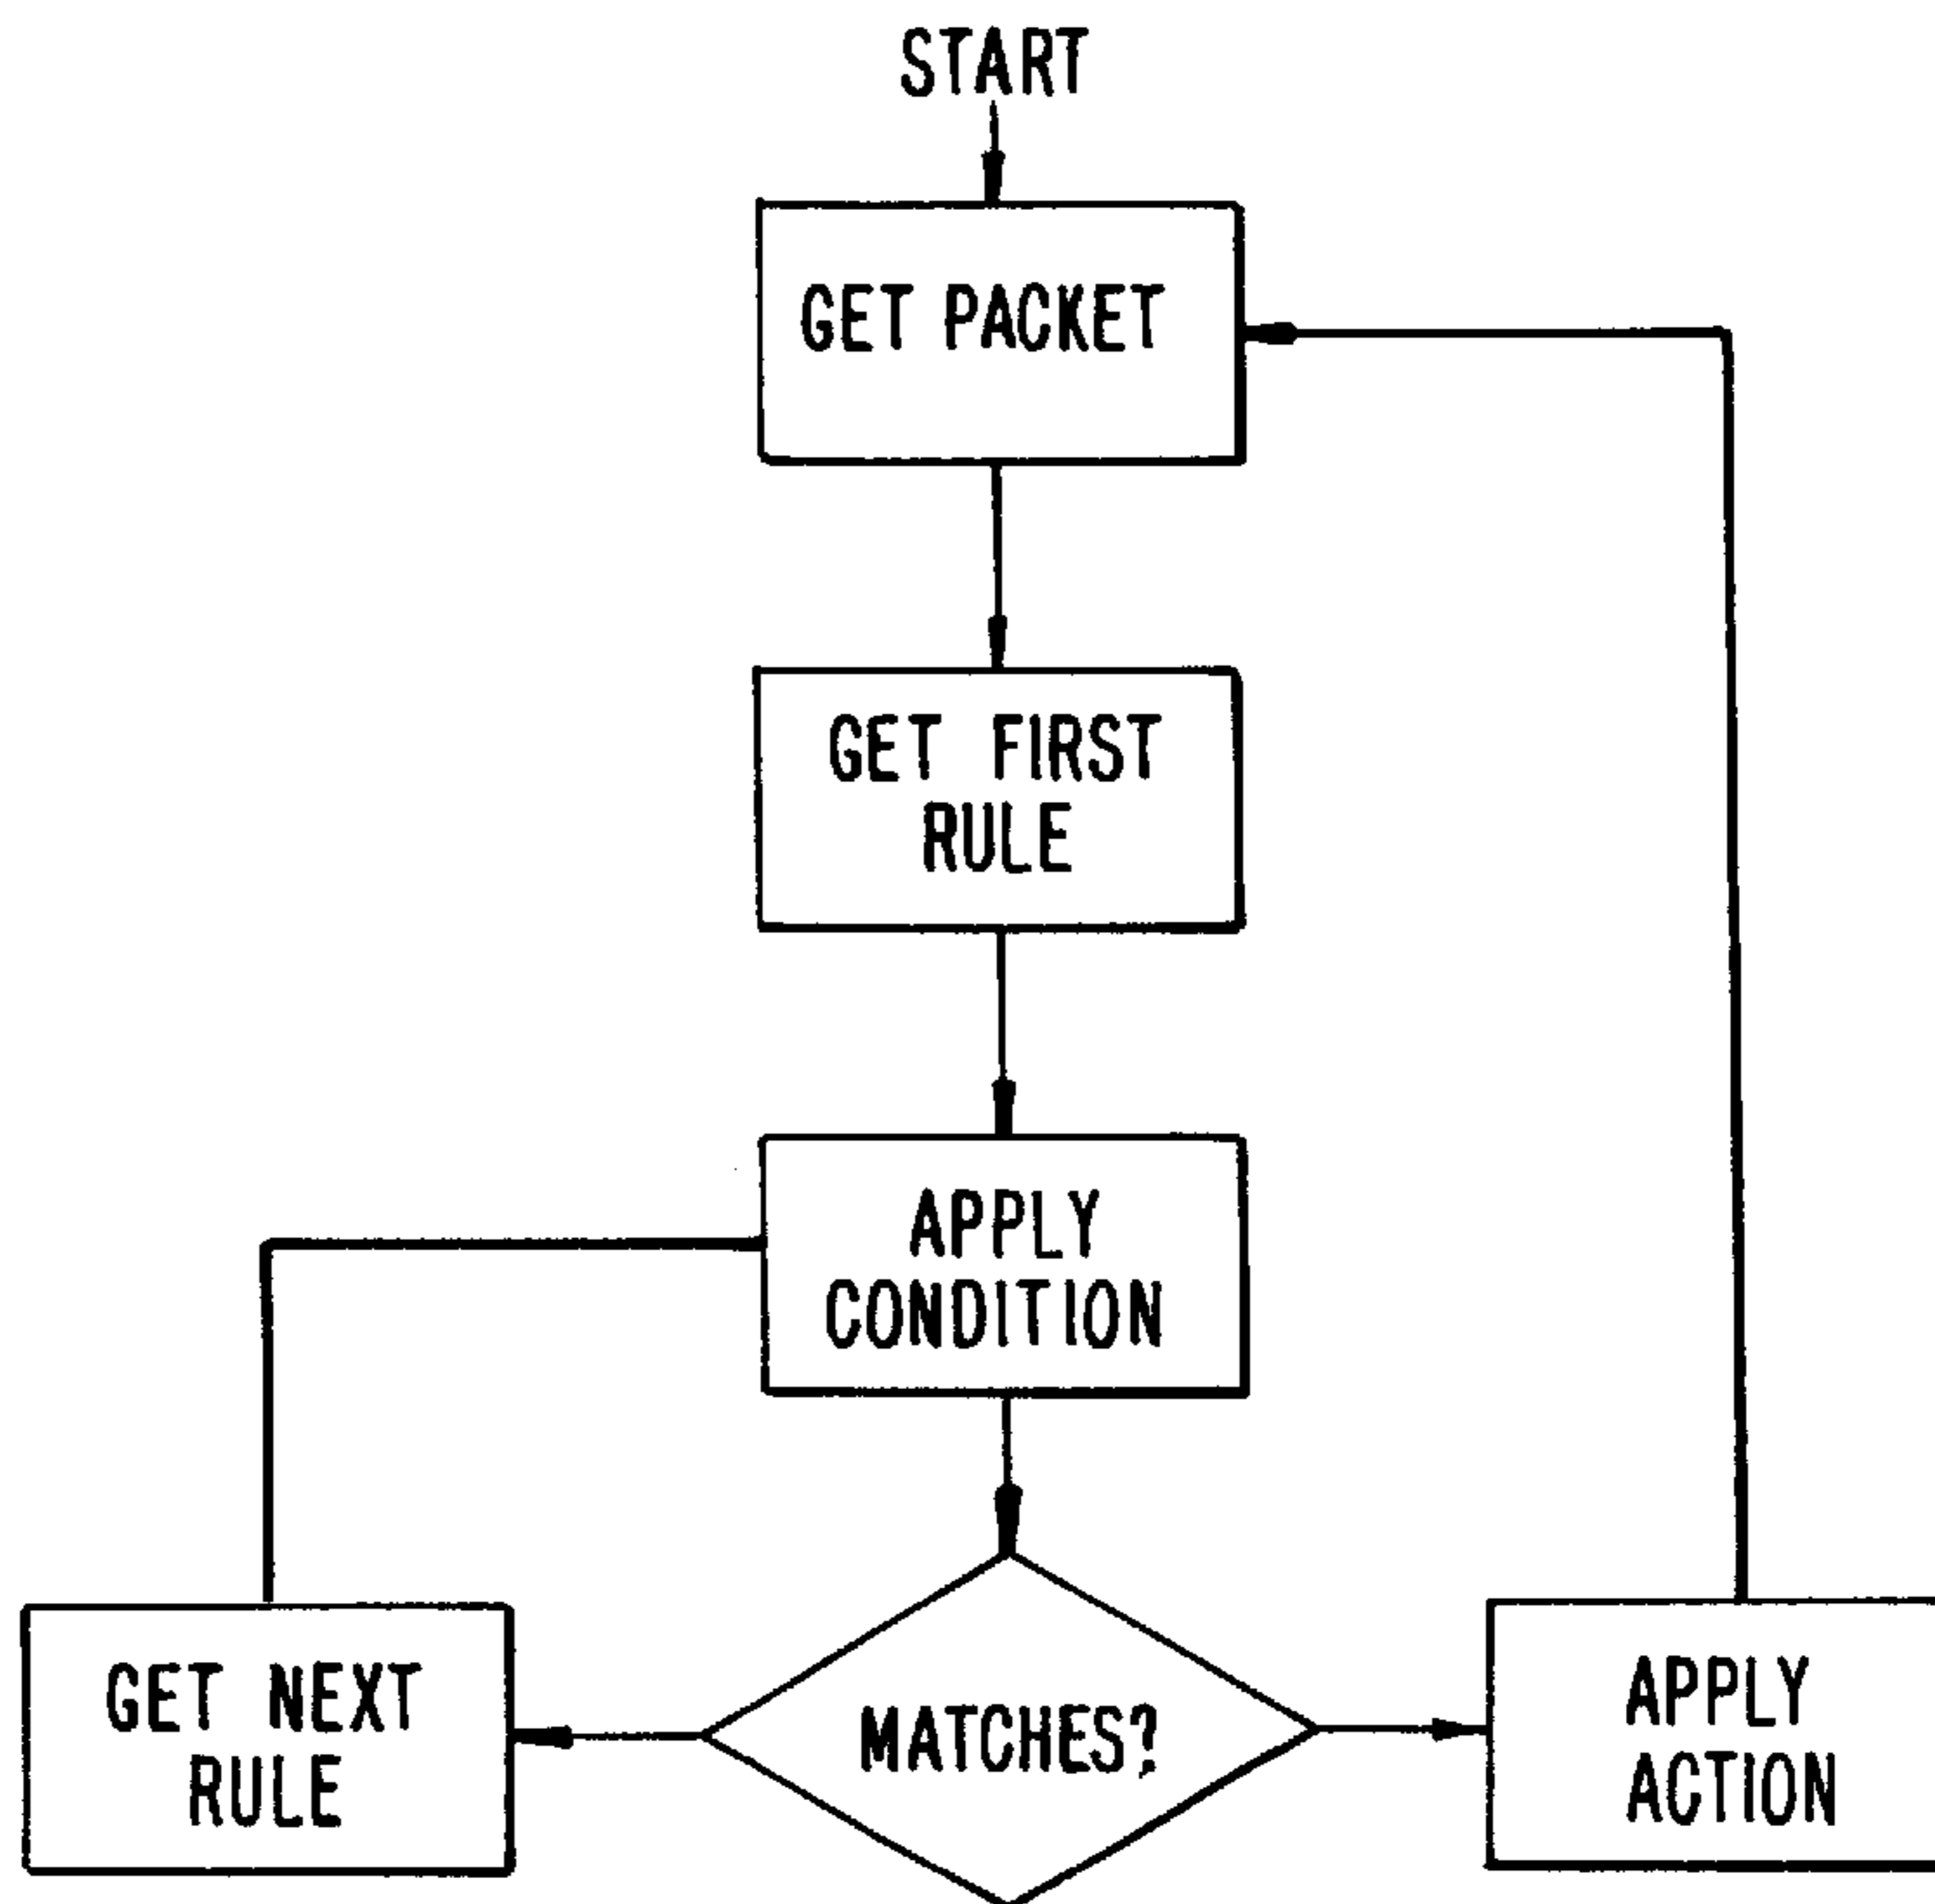 START
GET PACKET
GET FIRST
RULE
APPLY
CONDITION
GET NEXT
RULE
MATCHES?
APPLY
ACTION